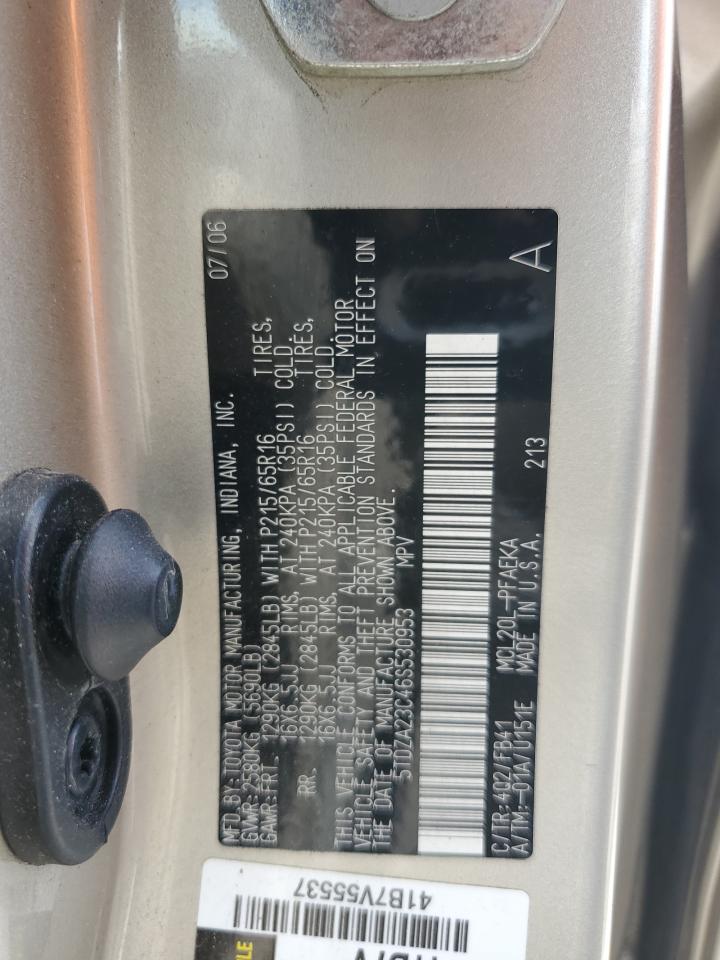 MFD. BY: TOYOTA MOTOR MANUFACTURING, INDIANA, INC. 07/06
GVWR: 2580KG (5690LB)
GAWR: FRT. 1290KG (2845LB) WITH P215/65R16 TIRES,
16X6.5JJ RIMS, AT 240KPA (35PSI) COLD.
RR. 1290KG (2845LB) WITH P215/65R16 TIRES,
16X6.5JJ RIMS, AT 240KPA (35PSI) COLD.
THIS VEHICLE CONFORMS TO ALL APPLICABLE FEDERAL MOTOR
VEHICLE SAFETY AND THEFT PREVENTION STANDARDS IN EFFECT ON
THE DATE OF MANUFACTURE SHOWN ABOVE.
5TDZA23C46S530953 MPV
C/TR: 4Q2/FB41 MCL20L-PFAEKA 213
A/TM: -01A/U151E MADE IN U.S.A. A
41B7V55537